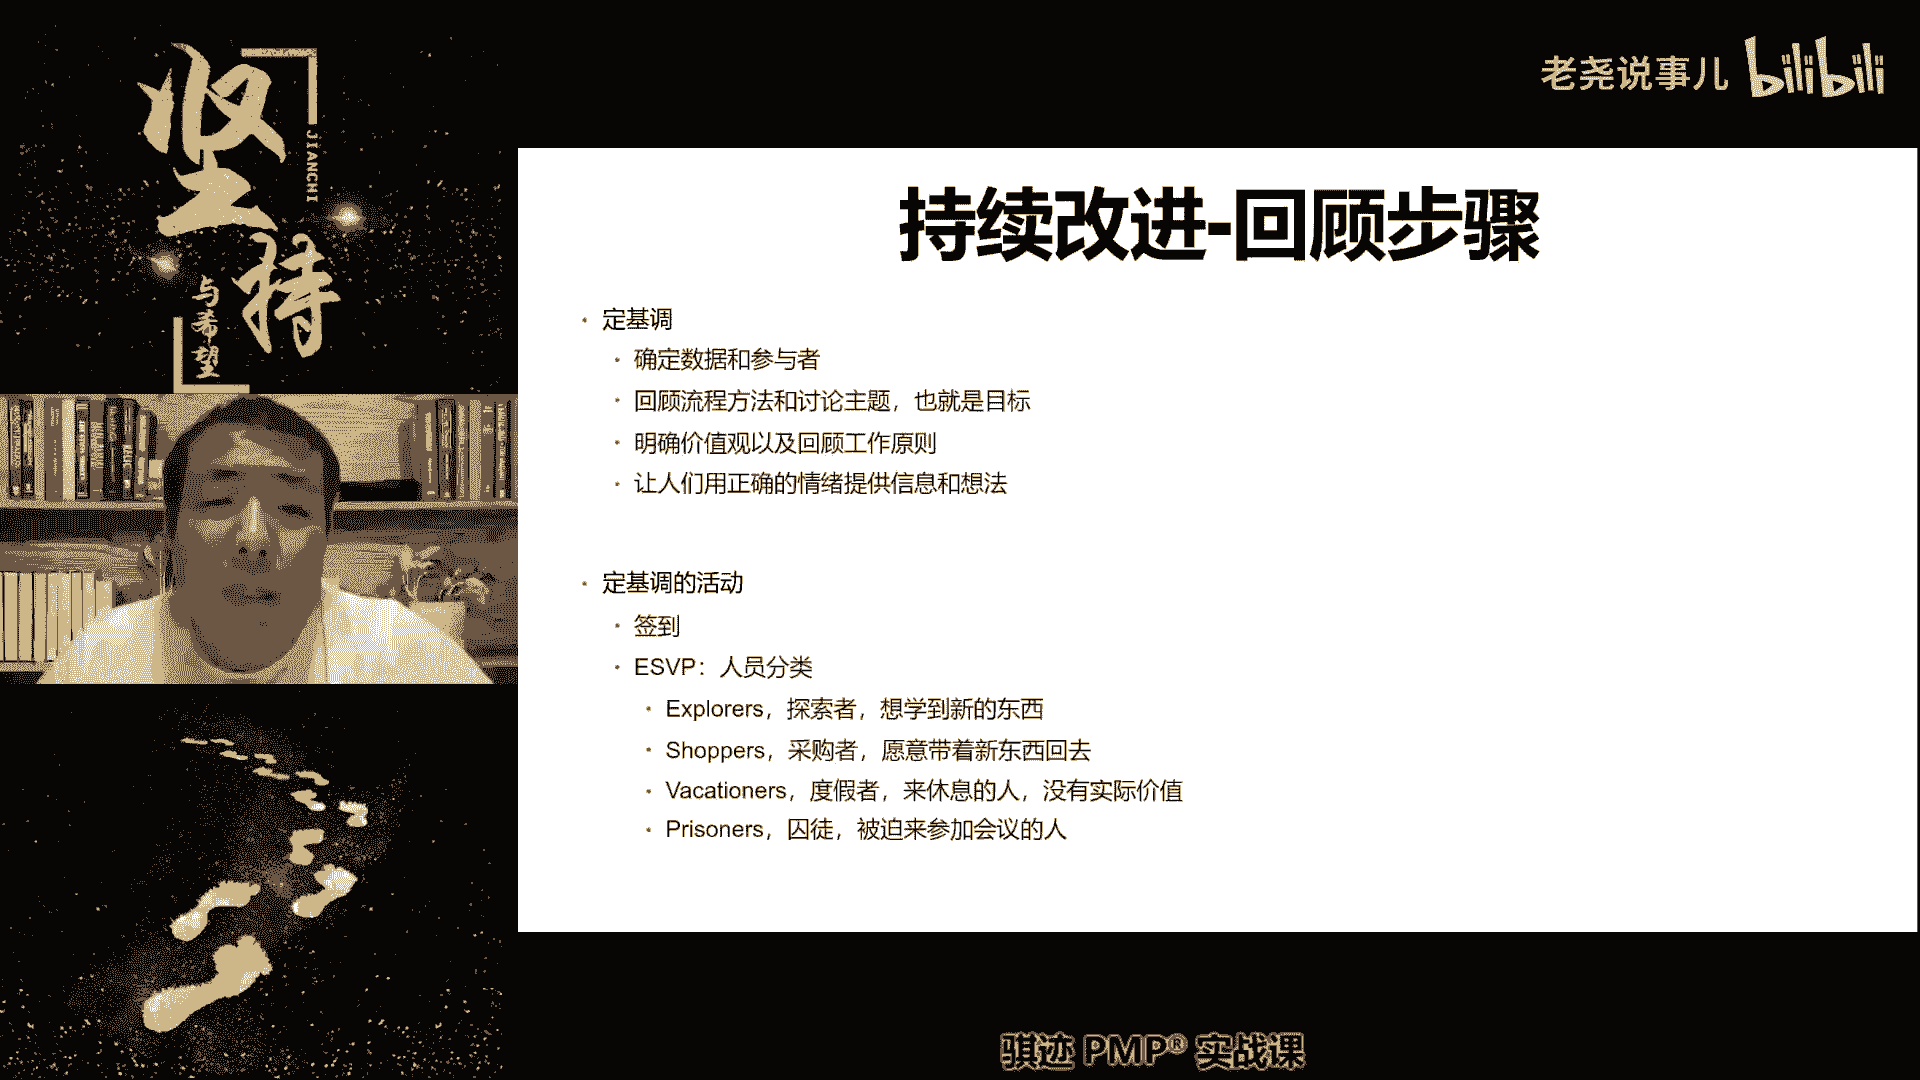 坚持
JIANCHI
与希望
老尧说事儿 bilibili
持续改进-回顾步骤
· 定基调
· 确定数据和参与者
· 回顾流程方法和讨论主题，也就是目标
· 明确价值观以及回顾工作原则
· 让人们用正确的情绪提供信息和想法
· 定基调的活动
· 签到
· ESVP：人员分类
· Explorers，探索者，想学到新的东西
· Shoppers，采购者，愿意带着新东西回去
· Vacationers，度假者，来休息的人，没有实际价值
· Prisoners，囚徒，被迫来参加会议的人
骐迹 PMP® 实战课